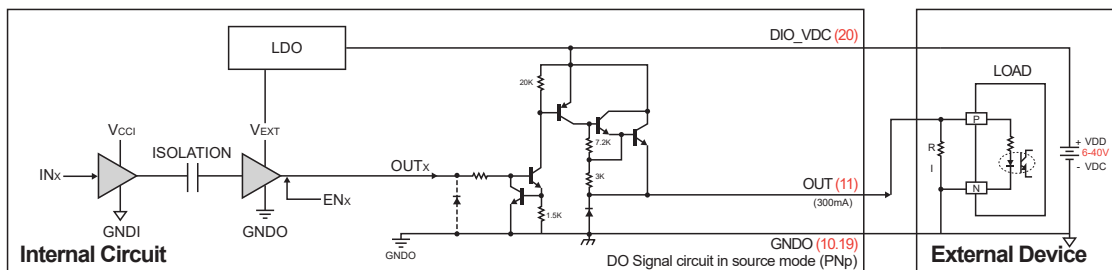 DIO_VDC (20)
LDO
LOAD
20K
VCCI
VEXT
P
ISOLATION
7.2K
R
+ VDD
6-40V
- VDC
INX
OUTX
3K
I
ENX
OUT (11)
N
1.5K
(300mA)
GNDI
GNDO
GNDO
GNDO (10.19)
Internal Circuit
DO Signal circuit in source mode (PNp)
External Device